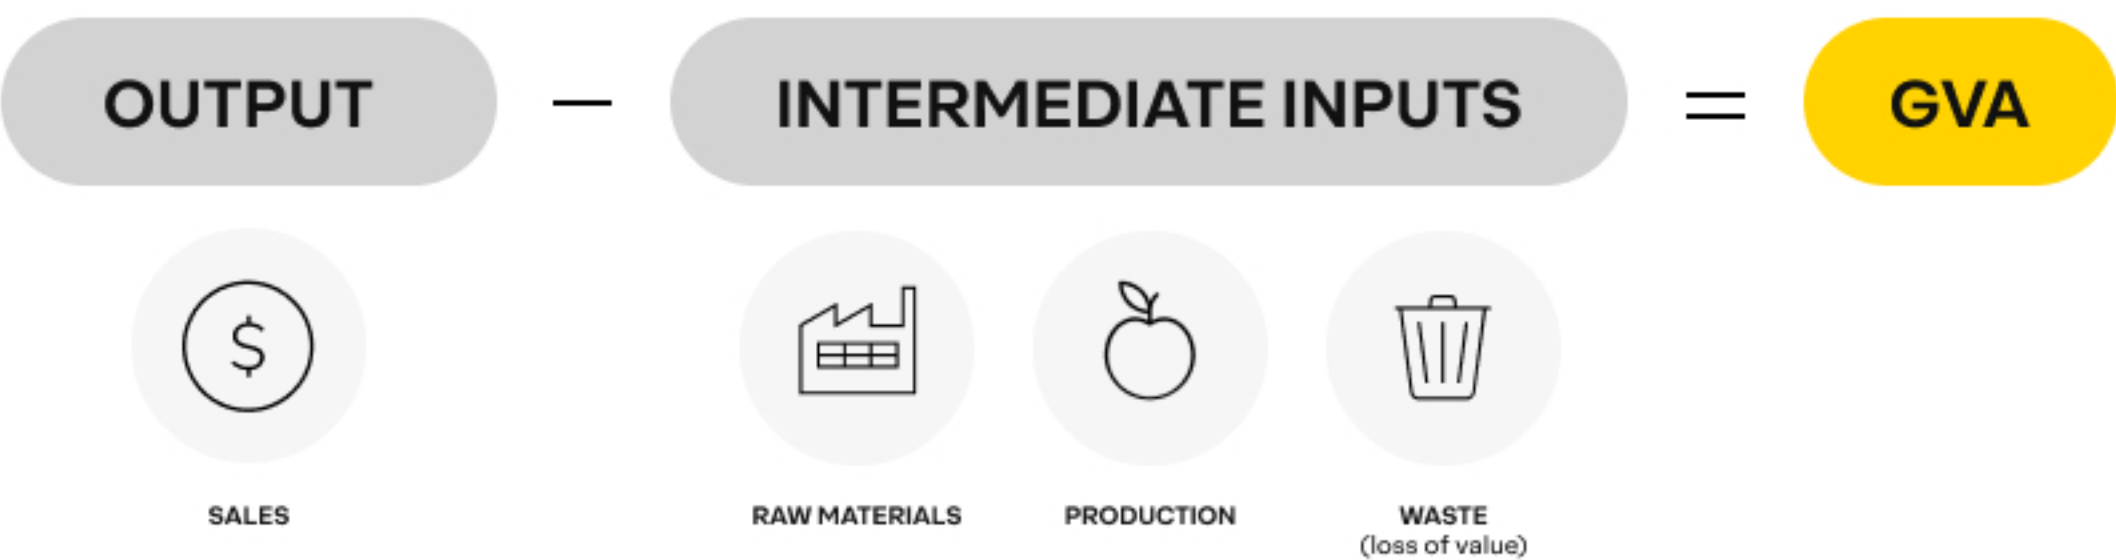 OUTPUT — INTERMEDIATE INPUTS = GVA
$
SALES
RAW MATERIALS
PRODUCTION
WASTE
(loss of value)